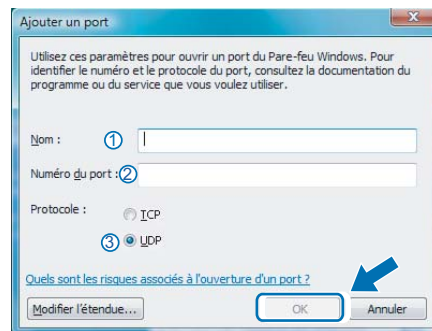 Ajouter un port
Utilisez ces paramètres pour ouvrir un port du Pare-feu Windows. Pour
identifier le numéro et le protocole du port, consultez la documentation du
programme ou du service que vous voulez utiliser.
Nom : ①
Numéro du port : ②
Protocole : TCP
③ UDP
Quels sont les risques associés à l'ouverture d'un port ?
Modifier l'étendue... OK Annuler